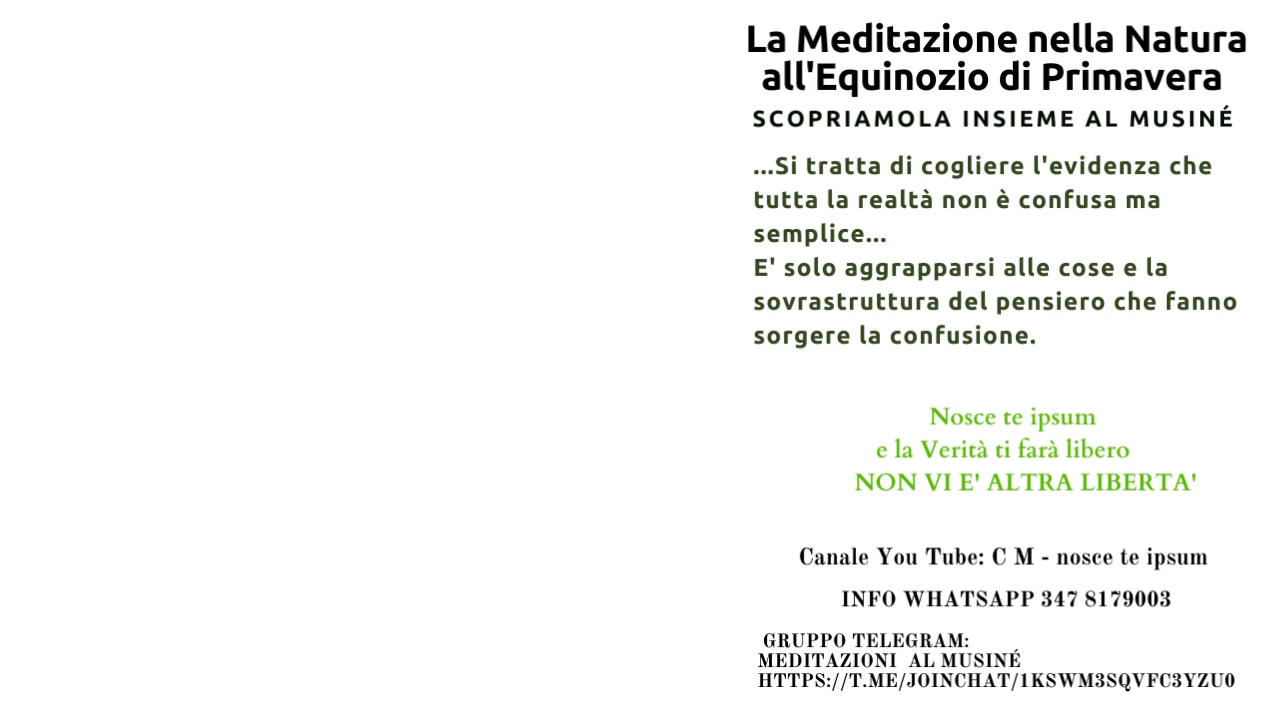 La Meditazione nella Natura
all'Equinozio di Primavera
SCOPRIAMOLA INSIEME AL MUSINÉ
...Si tratta di cogliere l'evidenza che
tutta la realtà non è confusa ma
semplice...
E' solo aggrapparsi alle cose e la
sovrastruttura del pensiero che fanno
sorgere la confusione.
Nosce te ipsum
e la Verità ti farà libero
NON VI E' ALTRA LIBERTA'
Canale You Tube: C M - nosce te ipsum
INFO WHATSAPP 347 8179003
GRUPPO TELEGRAM:
MEDITAZIONI AL MUSINÉ
HTTPS://T.ME/JOINCHAT/1KSWM3SQVFC3YZU0